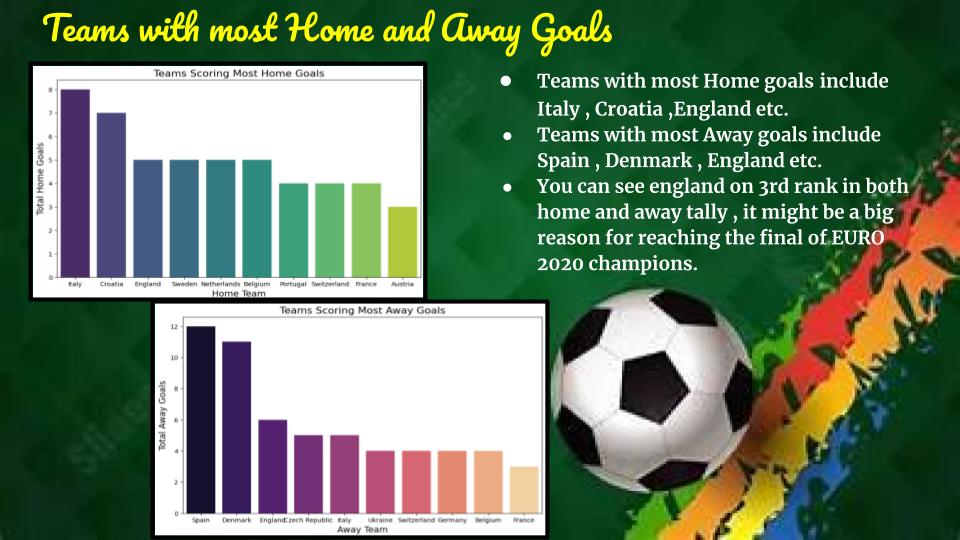 Teams with most Home and Away Goals
Teams Scoring Most Home Goals
Total Home Goals
8
7
6
5
4
3
2
1
0
Italy Croatia England Sweden Netherlands Belgium Portugal Switzerland France Austria
Home Team
● Teams with most Home goals include
Italy , Croatia ,England etc.
● Teams with most Away goals include
Spain , Denmark , England etc.
● You can see england on 3rd rank in both
home and away tally , it might be a big
reason for reaching the final of EURO
2020 champions.
Teams Scoring Most Away Goals
Total Away Goals
12
10
8
6
4
2
0
Spain Denmark England Czech Republic Italy Ukraine Switzerland Germany Belgium France
Away Team